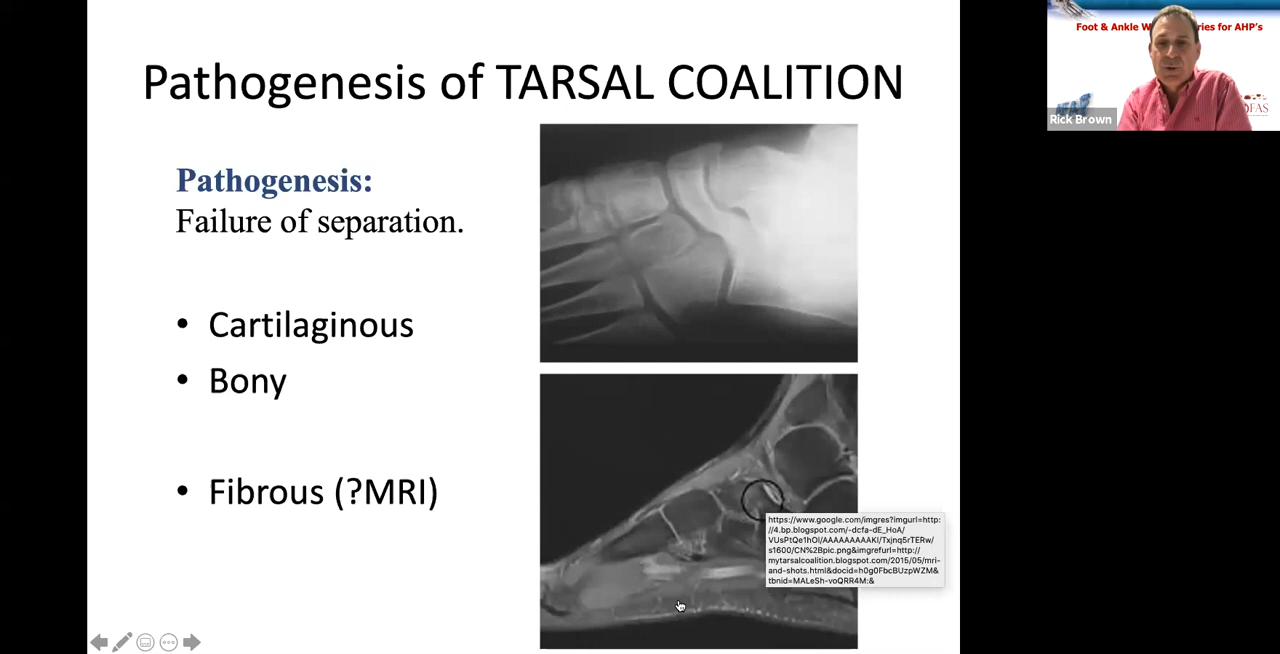 Pathogenesis of TARSAL COALITION
Pathogenesis:
Failure of separation.
• Cartilaginous
• Bony
• Fibrous (?MRI)
https://www.google.com/imgres?imgurl=http:
//4.bp.blogspot.com/-dcfa-dE_HoA/
VUsPtQe1hOI/AAAAAAAAAKI/Txjnq5rTERw/
s1600/CN%2Bpic.png&imgrefurl=http://
mytarsalcoalition.blogspot.com/2015/05/mri-
and-shots.html&docid=h0g0FbcBUzpWZM&
tbnid=MALeSh-voQRR4M:&
Foot & Ankle W ries for AHP's
OFAS
Rick Brown